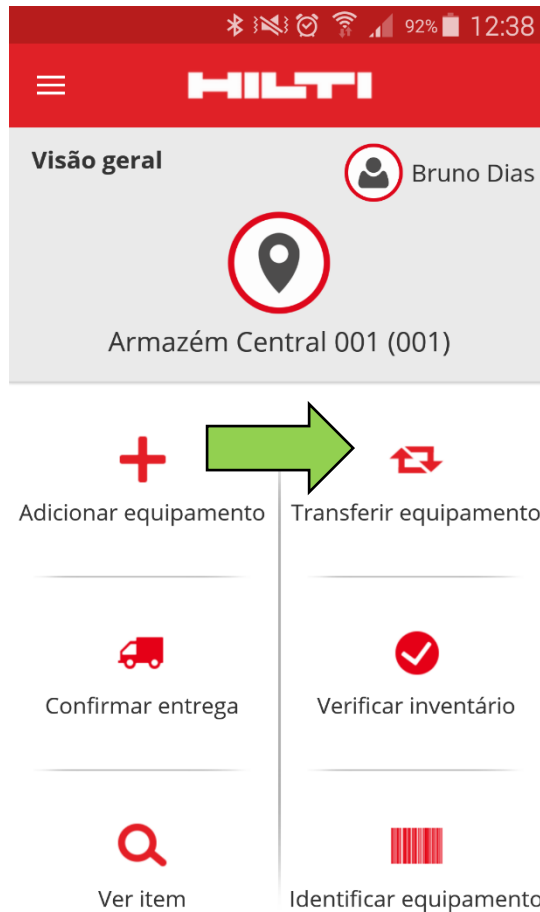 92% 12:38
HILTI
Visão geral
Bruno Dias
Armazém Central 001 (001)
Adicionar equipamento Transferir equipamento
Confirmar entrega Verificar inventário
Ver item Identificar equipamento